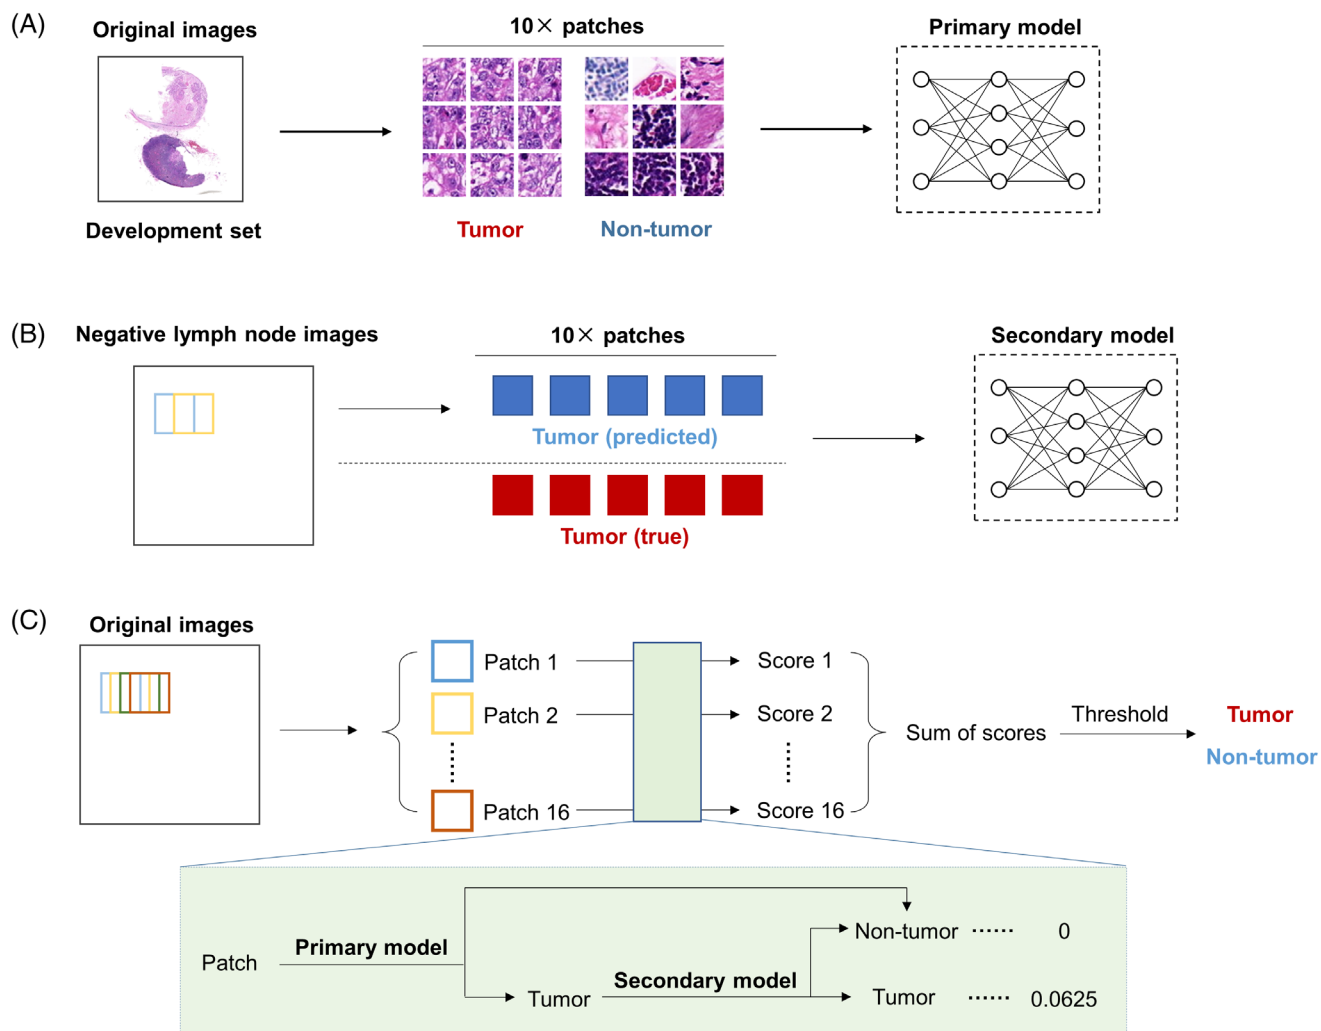 (A)
Original images
10× patches
Primary model
Development set
Tumor
Non-tumor
(B)
Negative lymph node images
10× patches
Secondary model
Tumor (predicted)
Tumor (true)
(C)
Original images
Patch 1
Score 1
Patch 2
Score 2
Patch 16
Score 16
Sum of scores
Threshold
Tumor
Non-tumor
Patch
Primary model
Tumor
Secondary model
Non-tumor ...... 0
Tumor ...... 0.0625